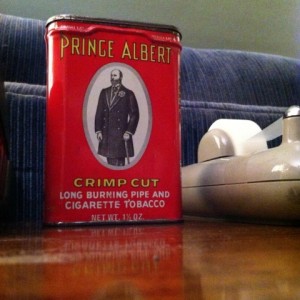 PRINCE ALBERT
CRIMP CUT
LONG BURNING PIPE AND
CIGARETTE TOBACCO
NET WT. 1½ OZ.